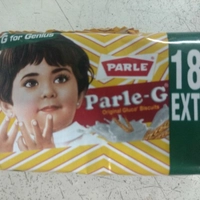 G for Genius
PARLE
Parle-G
Original Gluco Biscuits
18
EXT